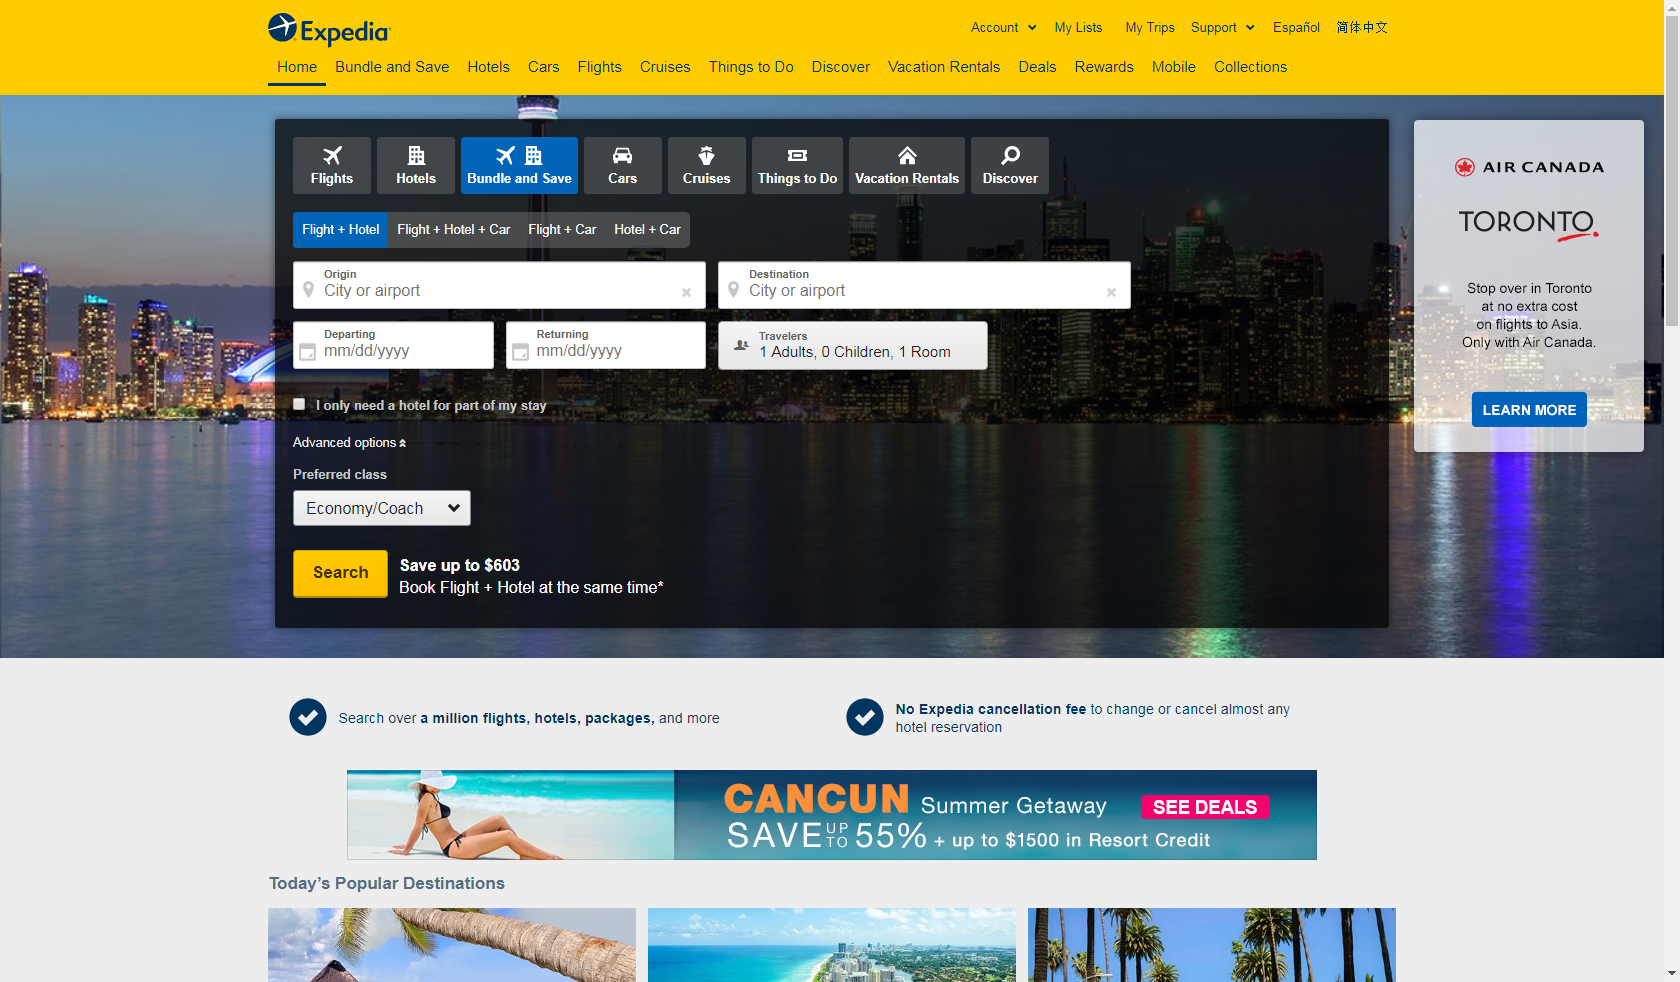 Expedia
Account
My Lists
My Trips
Support
Español
简体中文
Home
Bundle and Save
Hotels
Cars
Flights
Cruises
Things to Do
Discover
Vacation Rentals
Deals
Rewards
Mobile
Collections
Flights
Hotels
Bundle and Save
Cars
Cruises
Things to Do
Vacation Rentals
Discover
Flight + Hotel
Flight + Hotel + Car
Flight + Car
Hotel + Car
Origin
City or airport
Destination
City or airport
Departing
mm/dd/yyyy
Returning
mm/dd/yyyy
Travelers
1 Adults, 0 Children, 1 Room
I only need a hotel for part of my stay
Advanced options
Preferred class
Economy/Coach
Search
Save up to $603
Book Flight + Hotel at the same time*
AIR CANADA
TORONTO
Stop over in Toronto
at no extra cost
on flights to Asia.
Only with Air Canada.
LEARN MORE
Search over a million flights, hotels, packages, and more
No Expedia cancellation fee to change or cancel almost any
hotel reservation
CANCUN Summer Getaway
SAVE UP TO 55% + up to $1500 in Resort Credit
SEE DEALS
Today's Popular Destinations